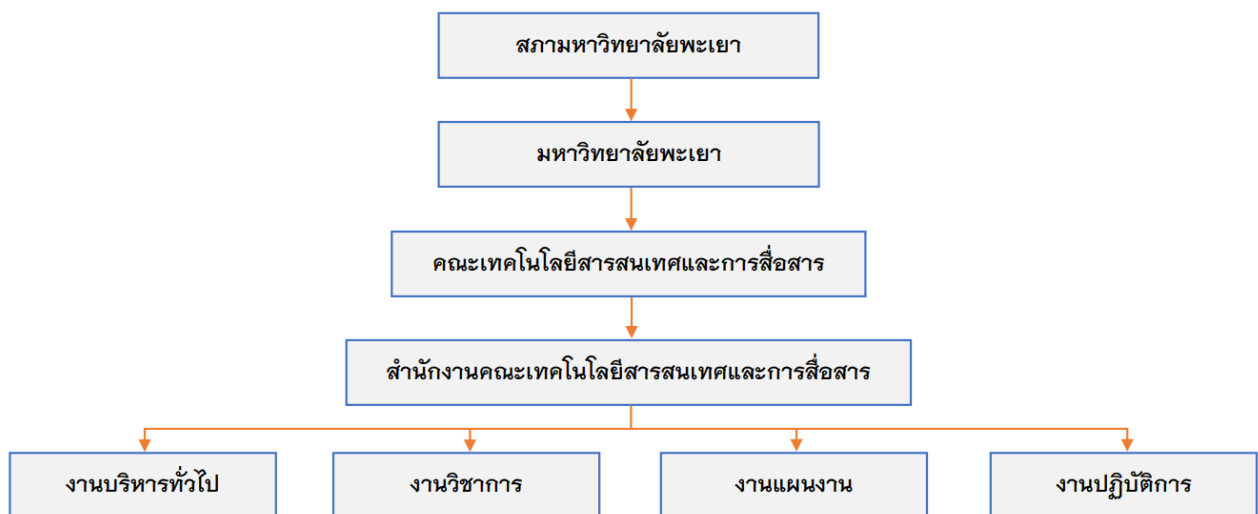 สภามหาวิทยาลัยพะเยา
มหาวิทยาลัยพะเยา
คณะเทคโนโลยีสารสนเทศและการสื่อสาร
สำนักงานคณะเทคโนโลยีสารสนเทศและการสื่อสาร
งานบริหารทั่วไป
งานวิชาการ
งานแผนงาน
งานปฏิบัติการ